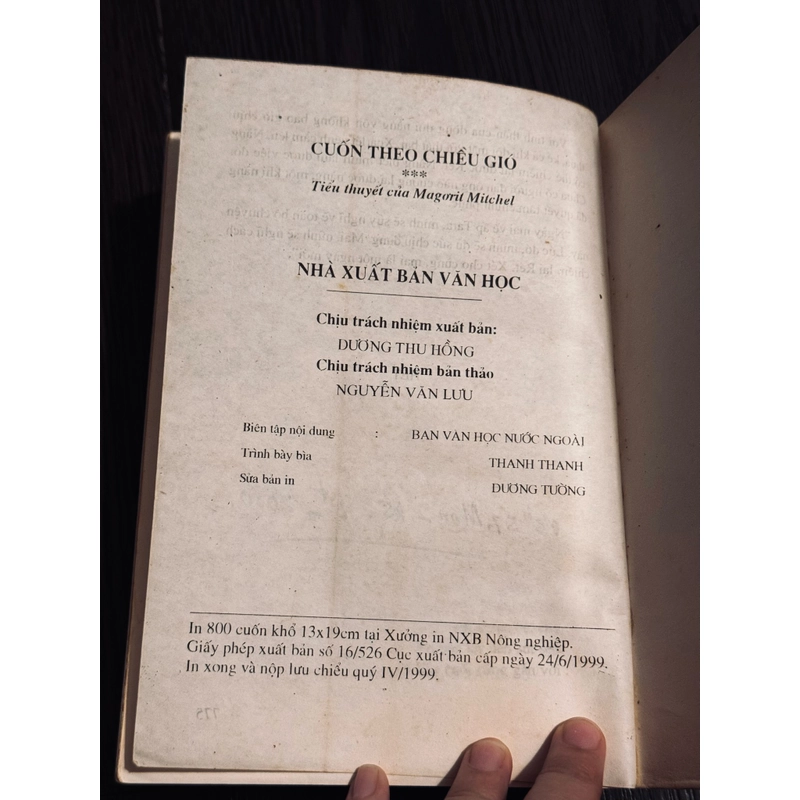 CUỐN THEO CHIỀU GIÓ
***
Tiểu thuyết của Magorit Mitchel
NHÀ XUẤT BẢN VĂN HỌC
Chịu trách nhiệm xuất bản:
DƯƠNG THU HỒNG
Chịu trách nhiệm bản thảo
NGUYỄN VĂN LƯU
Biên tập nội dung : BAN VĂN HỌC NƯỚC NGOÀI
Trình bày bìa THANH THANH
Sửa bản in DƯƠNG TƯỜNG
In 800 cuốn khổ 13x19cm tại Xưởng in NXB Nông nghiệp.
Giấy phép xuất bản số 16/526 Cục xuất bản cấp ngày 24/6/1999.
In xong và nộp lưu chiểu quý IV/1999.